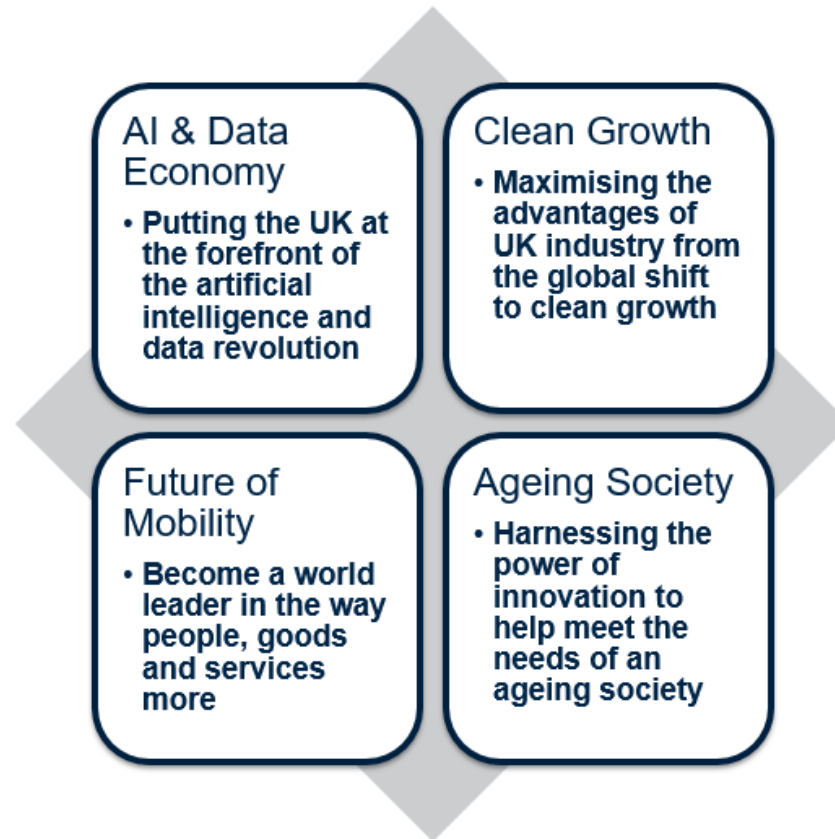 AI & Data
Economy
• Putting the UK at
the forefront of
the artificial
intelligence and
data revolution
Clean Growth
• Maximising the
advantages of
UK industry from
the global shift
to clean growth
Future of
Mobility
• Become a world
leader in the way
people, goods
and services
more
Ageing Society
• Harnessing the
power of
innovation to
help meet the
needs of an
ageing society